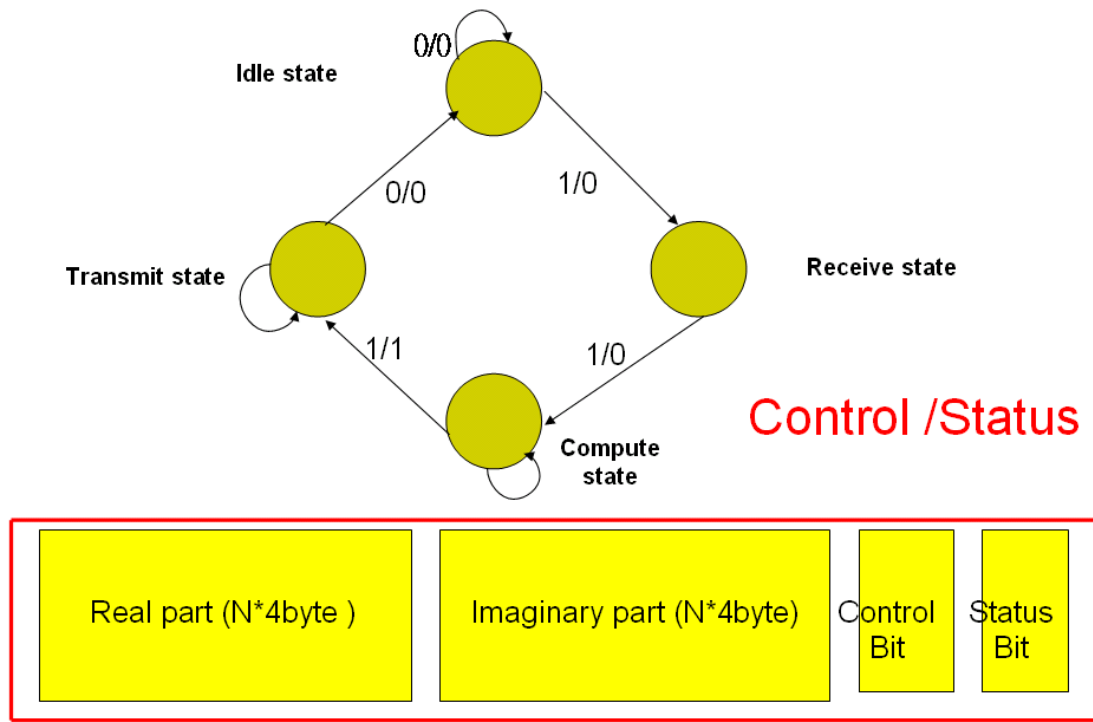 0/0
Idle state
1/0
0/0
Transmit state
Receive state
1/1
1/0
Control /Status
Compute
state
Real part (N*4byte )
Imaginary part (N*4byte)
Control
Bit
Status
Bit